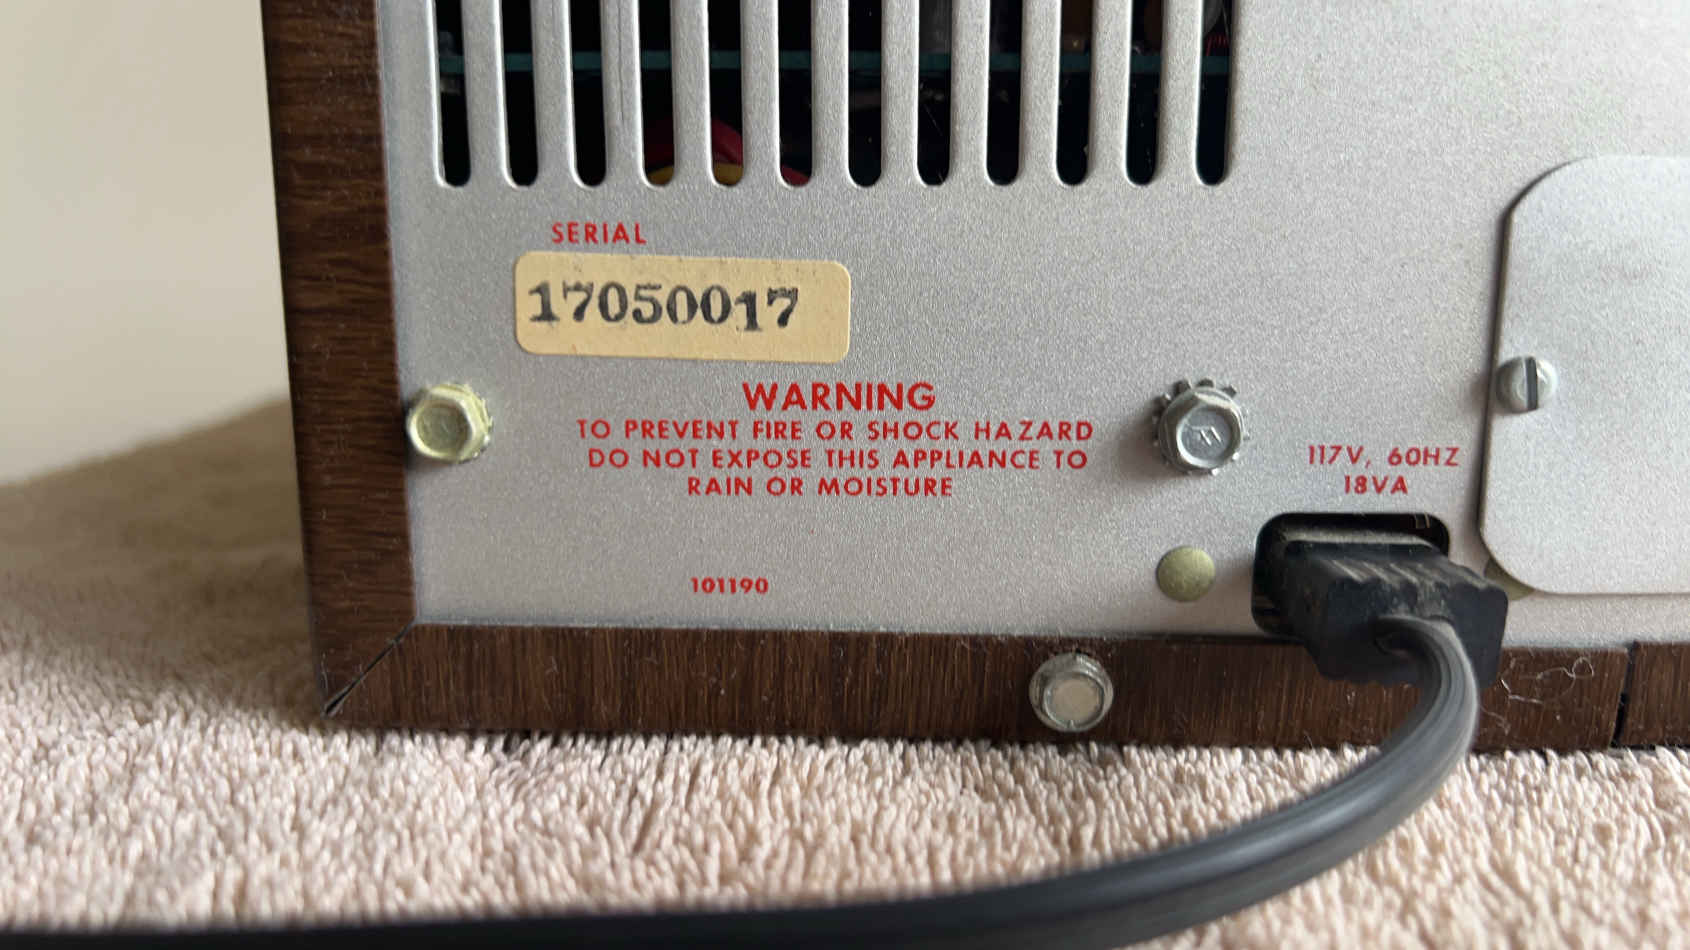 SERIAL
17050017
WARNING
TO PREVENT FIRE OR SHOCK HAZARD
DO NOT EXPOSE THIS APPLIANCE TO
RAIN OR MOISTURE
117V, 60HZ
18VA
101190